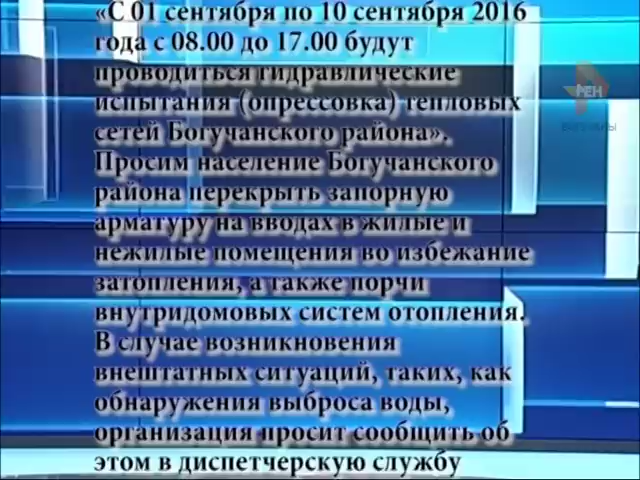 «С 01 сентября по 10 сентября 2016
года с 08.00 до 17.00 будут
проводиться гидравлические
испытания (опрессовка) тепловых
сетей Богучанского района».
Просим население Богучанского
района перекрыть запорную
арматуру на вводах в жилые и
нежилые помещения во избежание
затопления, а также порчи
внутридомовых систем отопления.
В случае возникновения
внештатных ситуаций, таких, как
обнаружения выброса воды,
организация просит сообщить об
этом в диспетчерскую службу
РЕН